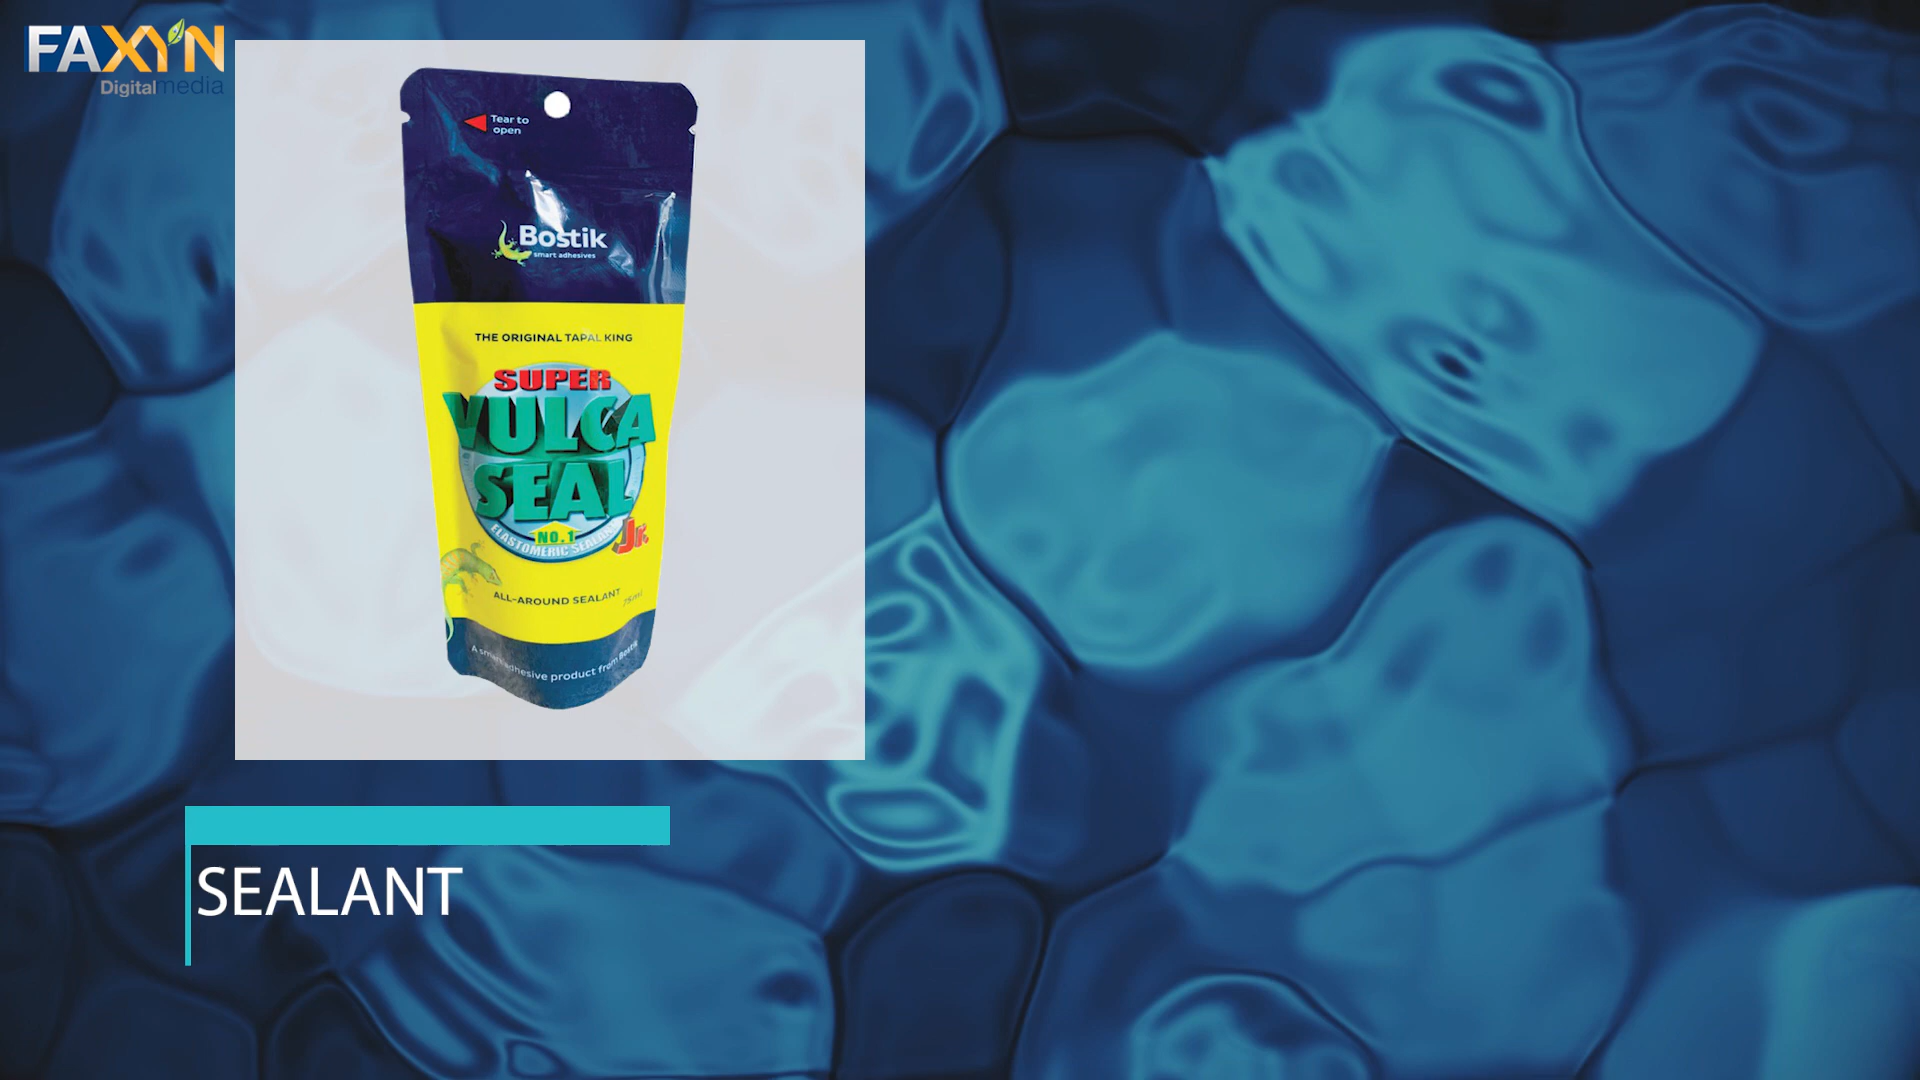 FAXYN
Digitalmedia
Tear to
open
Bostik
smart adhesives
THE ORIGINAL TAPAL KING
SUPER
VULCA
SEAL
NO.1
ELASTOMERIC SEALANT
Jr.
ALL-AROUND SEALANT 75ml
A smart adhesive product from Bostik
SEALANT